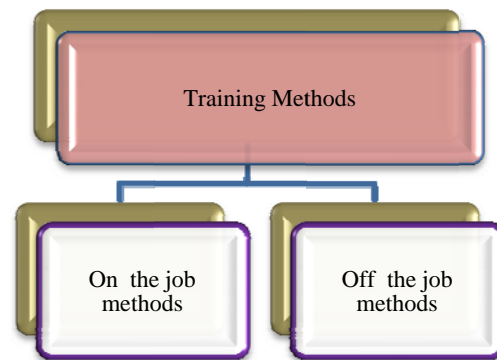 Training Methods
On the job
methods
Off the job
methods